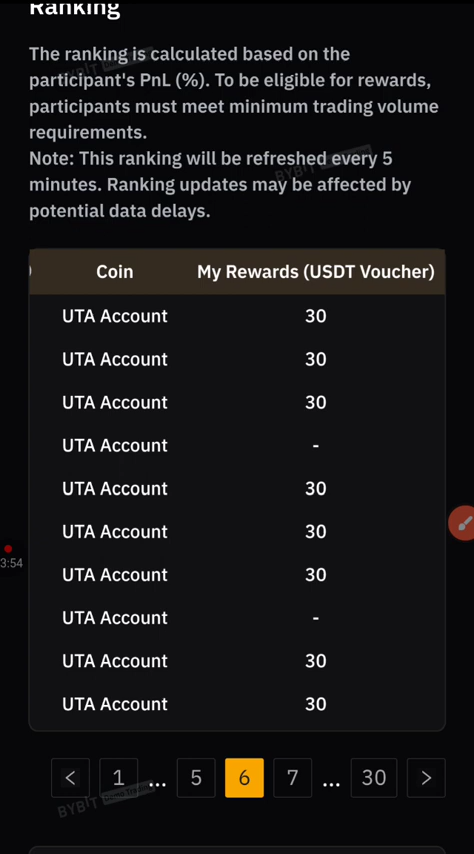 Ranking
The ranking is calculated based on the
participant's PnL (%). To be eligible for rewards,
participants must meet minimum trading volume
requirements.
Note: This ranking will be refreshed every 5
minutes. Ranking updates may be affected by
potential data delays.
) Coin My Rewards (USDT Voucher)
UTA Account 30
UTA Account 30
UTA Account 30
UTA Account -
UTA Account 30
UTA Account 30
UTA Account 30
UTA Account -
UTA Account 30
UTA Account 30
3:54
< 1 ... 5 6 7 ... 30 >
BYBIT